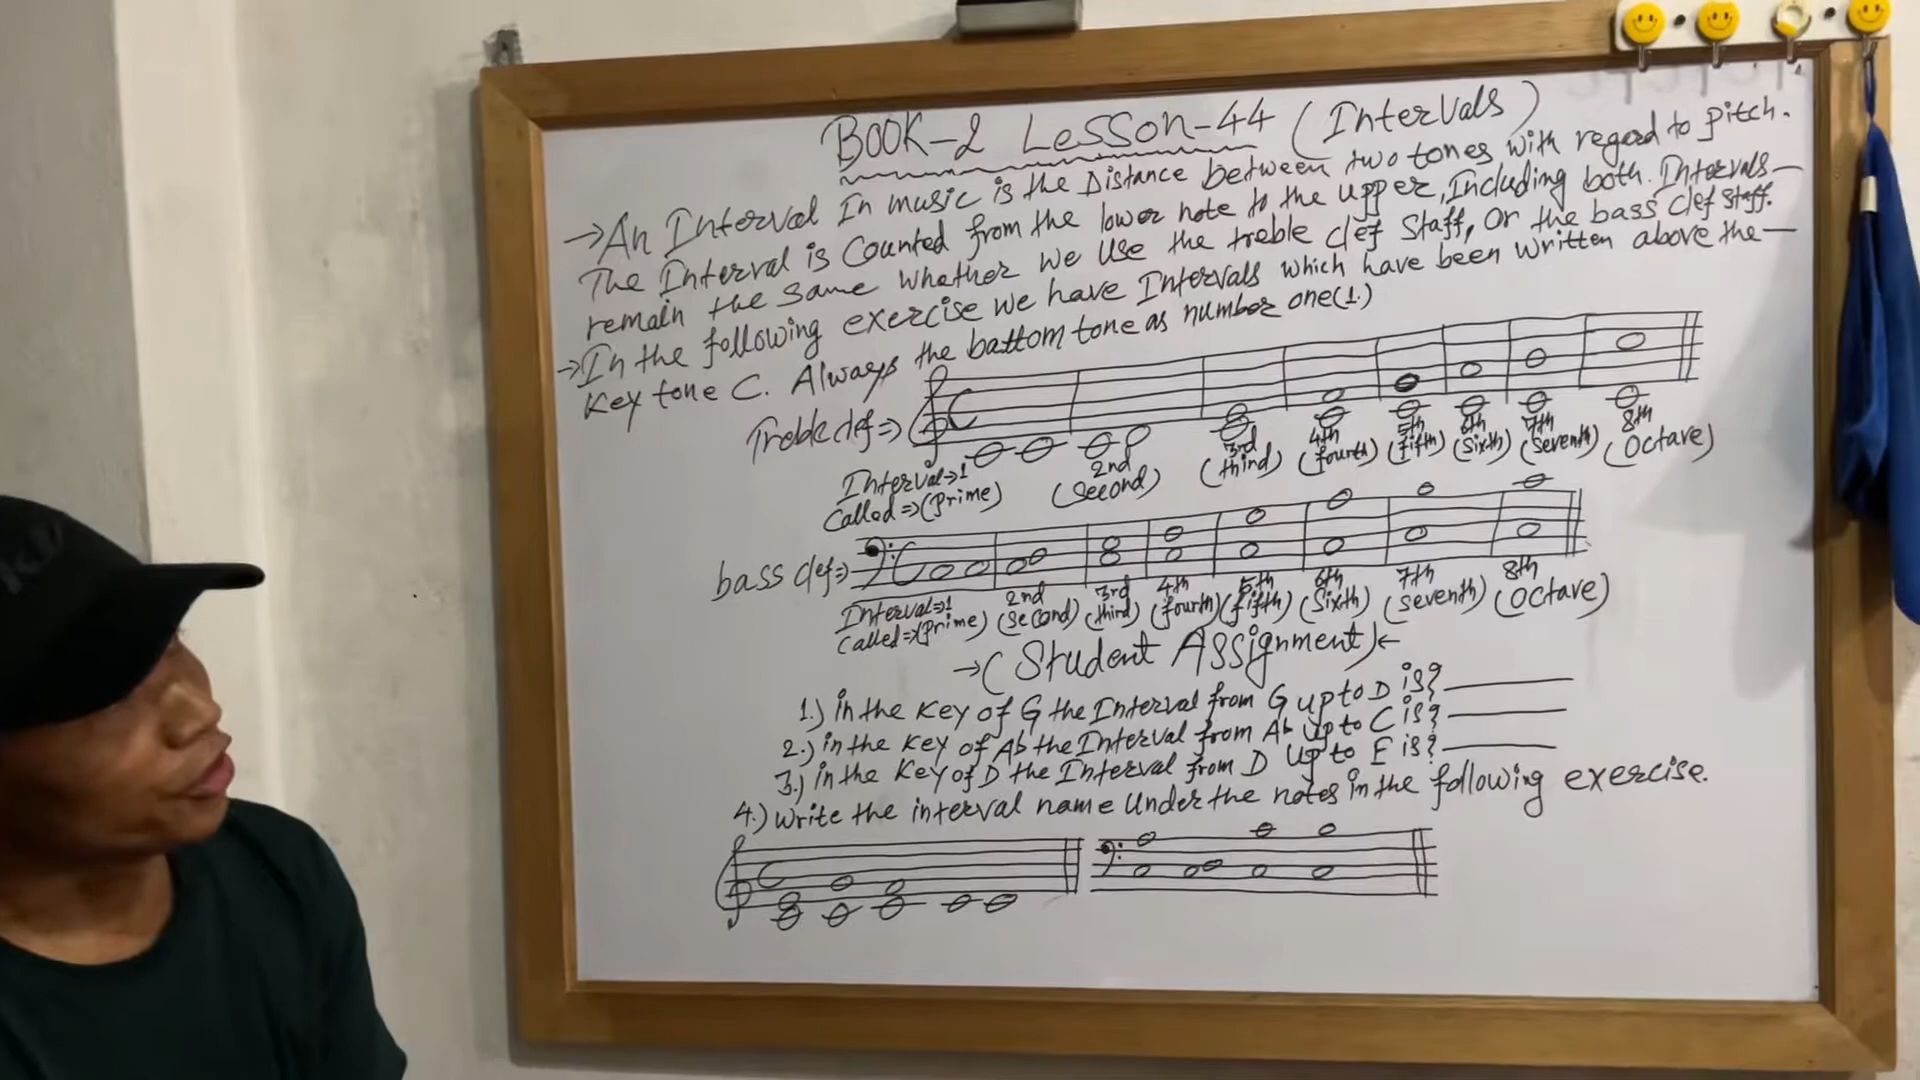 BOOK-2 Lesson-44 (Intervals)
→An Interval In music is the Distance between two tones with regard to pitch.
The Interval is Counted from the lower note to the upper, Including both. Intervals—
remain the same whether we use the treble clef staff, Or the bass clef staff.
→In the following exercise we have Intervals which have been written above the—
Key tone C. Always the bottom tone as number one(1.)
Treble clef⇒
Interval⇒1 2nd 3rd 4th 5th 6th 7th 8th
Called⇒(Prime) (Second) (third) (fourth) (fifth) (Sixth) (Seventh) (Octave)
bass clef⇒
Interval⇒1 2nd 3rd 4th 5th 6th 7th 8th
Called⇒(Prime) (Second) (third) (fourth) (fifth) (Sixth) (Seventh) (Octave)
→(Student Assignment)←
1.) in the Key of G the Interval from G up to D is?
2.) in the Key of Ab the Interval from Ab up to C is?
3.) in the Key of D the Interval from D up to E is?
4.) Write the interval name Under the notes in the following exercise.